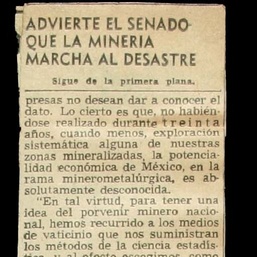 ADVIERTE EL SENADO
QUE LA MINERIA
MARCHA AL DESASTRE
Sigue de la primera plana.
presas no desean dar a conocer el
dato. Lo cierto es que, no habién-
dose realizado durante treinta
años, cuando menos, exploración
sistemática alguna de nuestras
zonas mineralizadas, la potencia-
lidad económica de México, en la
rama minerometalúrgica, es ab-
solutamente desconocida.
"En tal virtud, para tener una
idea del porvenir minero nacio-
nal, hemos recurrido a los medios
de vaticinio que nos suministran
los métodos de la ciencia estadís-